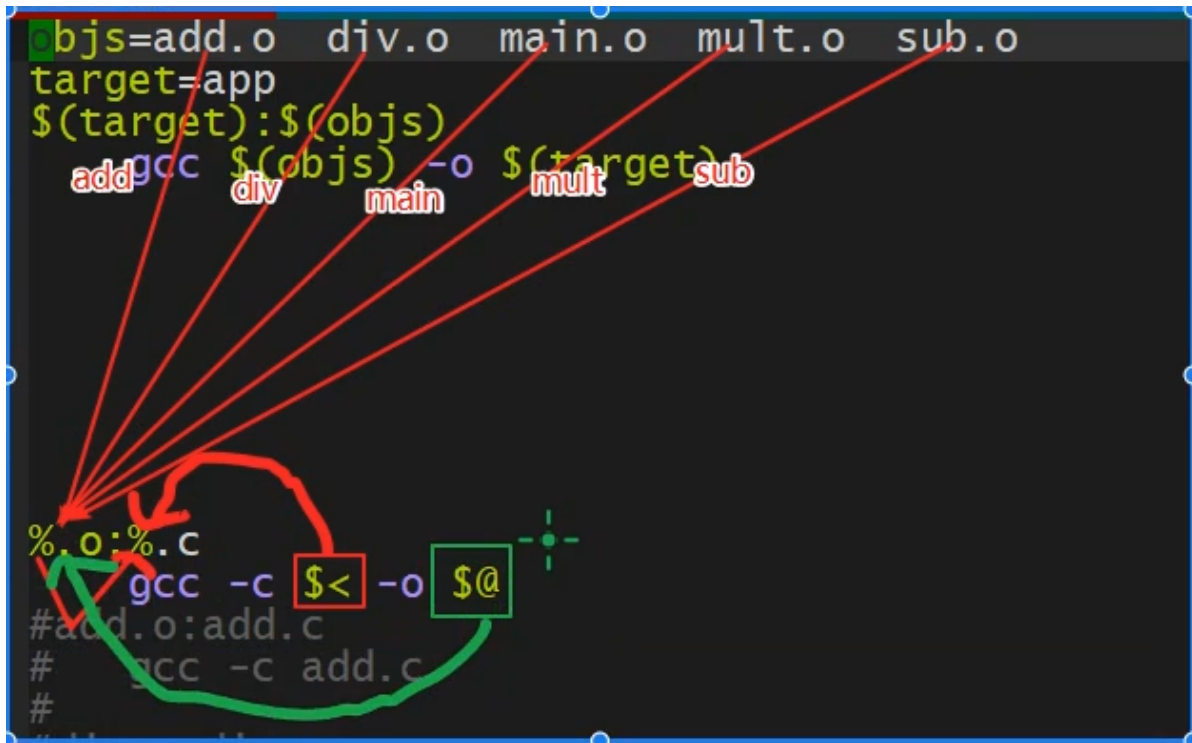 objs=add.o  div.o  main.o  mult.o  sub.o
target=app
$(target):$(objs)
gcc $(objs) -o $(target)
add div main mult sub
%.o:%.c
gcc -c $< -o $@
#add.o:add.c
#   gcc -c add.c
#